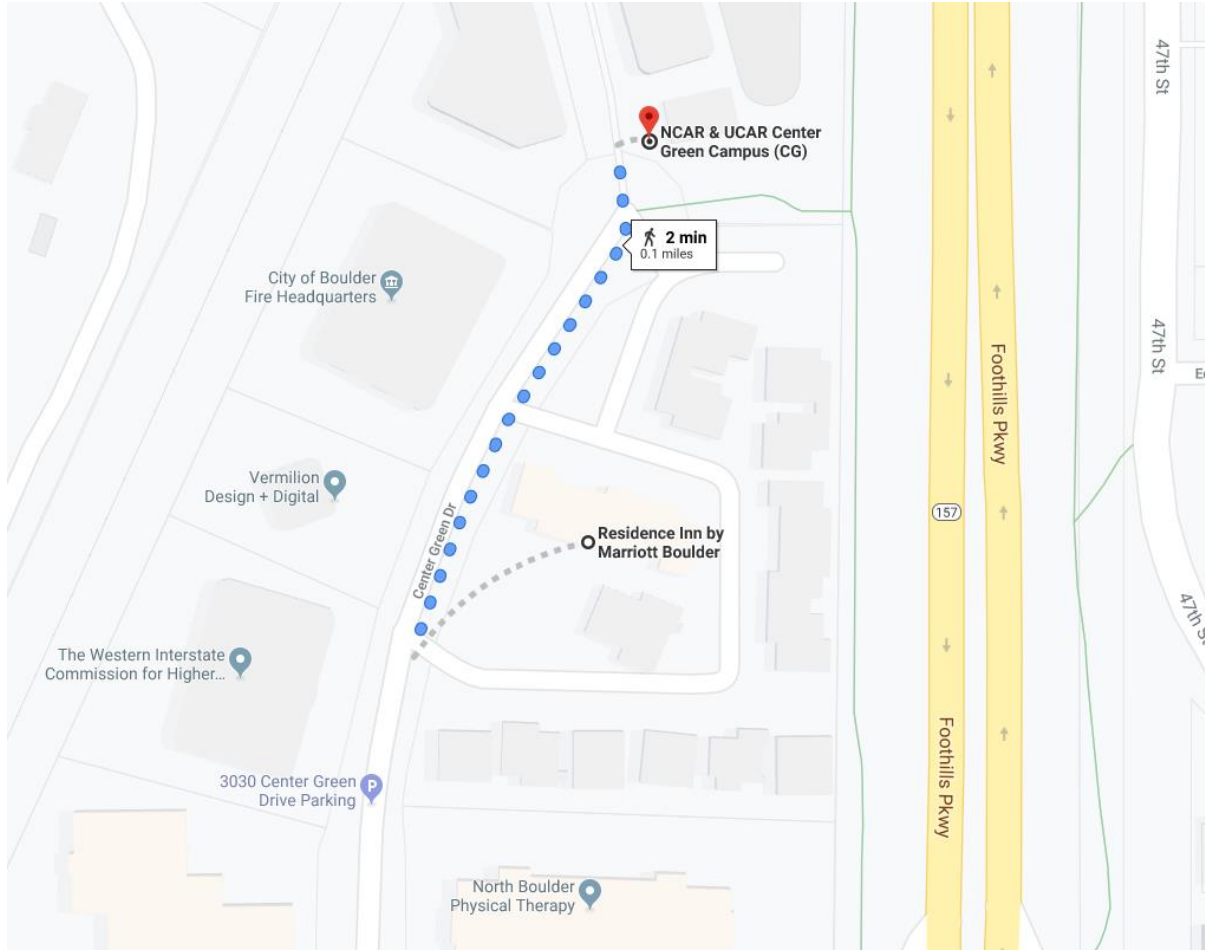 47th St
NCAR & UCAR Center
Green Campus (CG)
2 min
0.1 miles
City of Boulder
Fire Headquarters
47th St
Foothills Pkwy
Vermilion
Design + Digital
157
Center Green Dr
Residence Inn by
Marriott Boulder
47th St
The Western Interstate
Commission for Higher...
Foothills Pkwy
3030 Center Green
Drive Parking
P
North Boulder
Physical Therapy